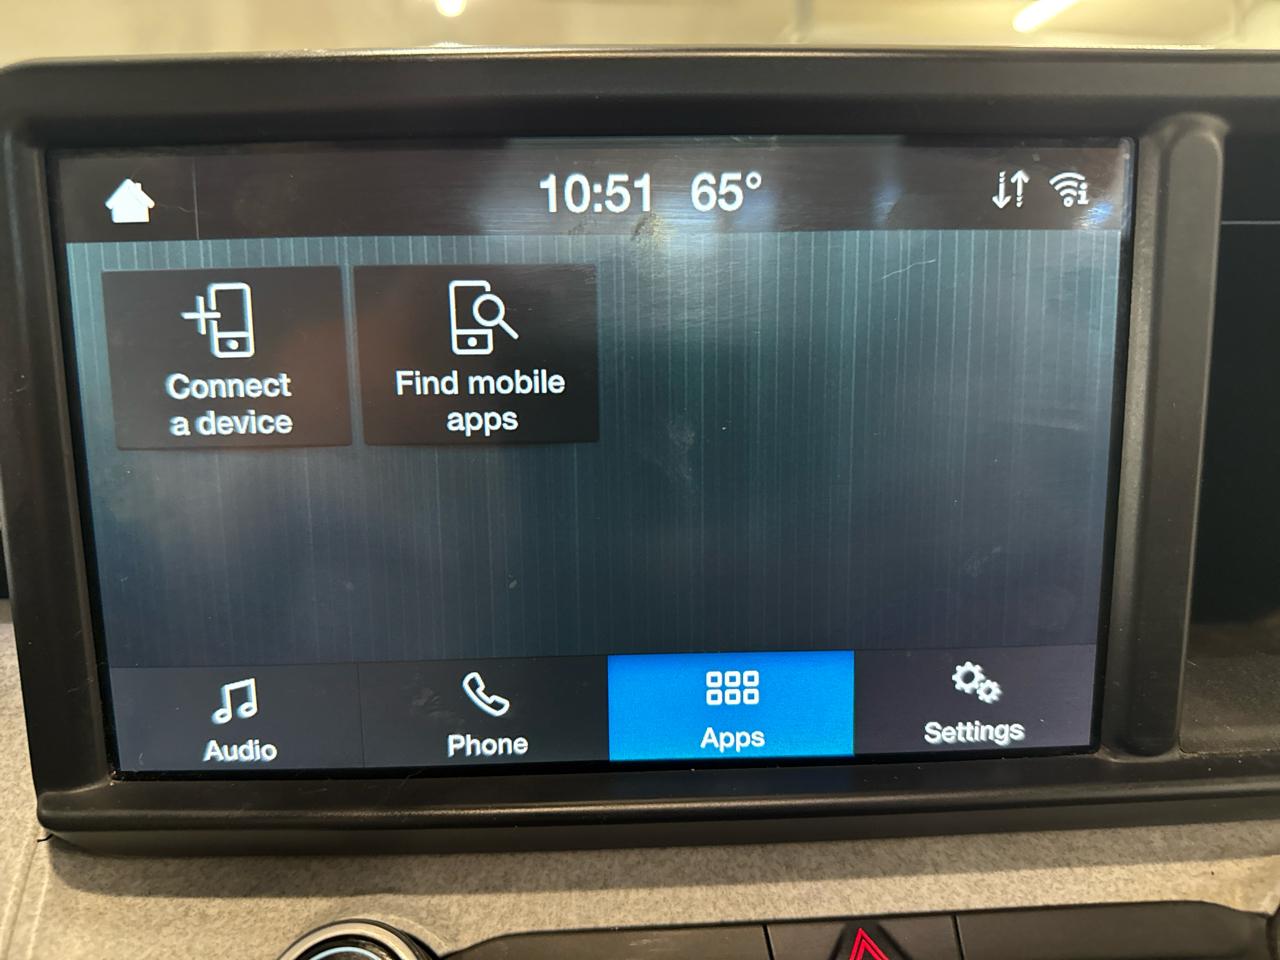 10:51 65°
Connect
a device
Find mobile
apps
Audio
Phone
Apps
Settings